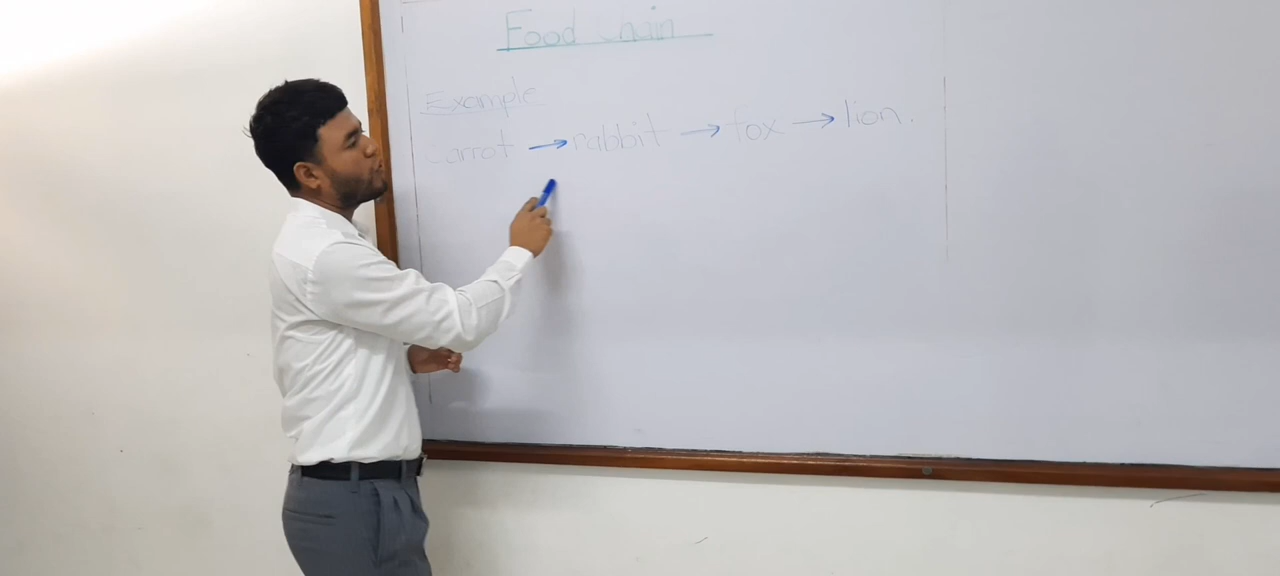 Food chain
Example
carrot → rabbit → fox → lion.